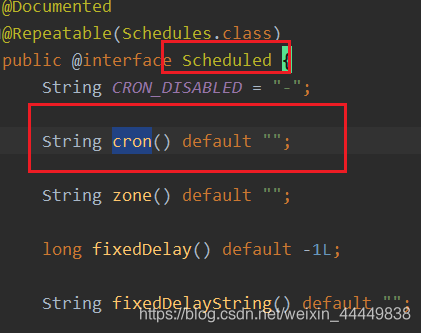 @Documented
@Repeatable(Schedules.class)
public @interface Scheduled {
String CRON_DISABLED = "-";
String cron() default "";
String zone() default "";
long fixedDelay() default -1L;
String fixedDelayString() default "";
https://blog.csdn.net/weixin_44449838